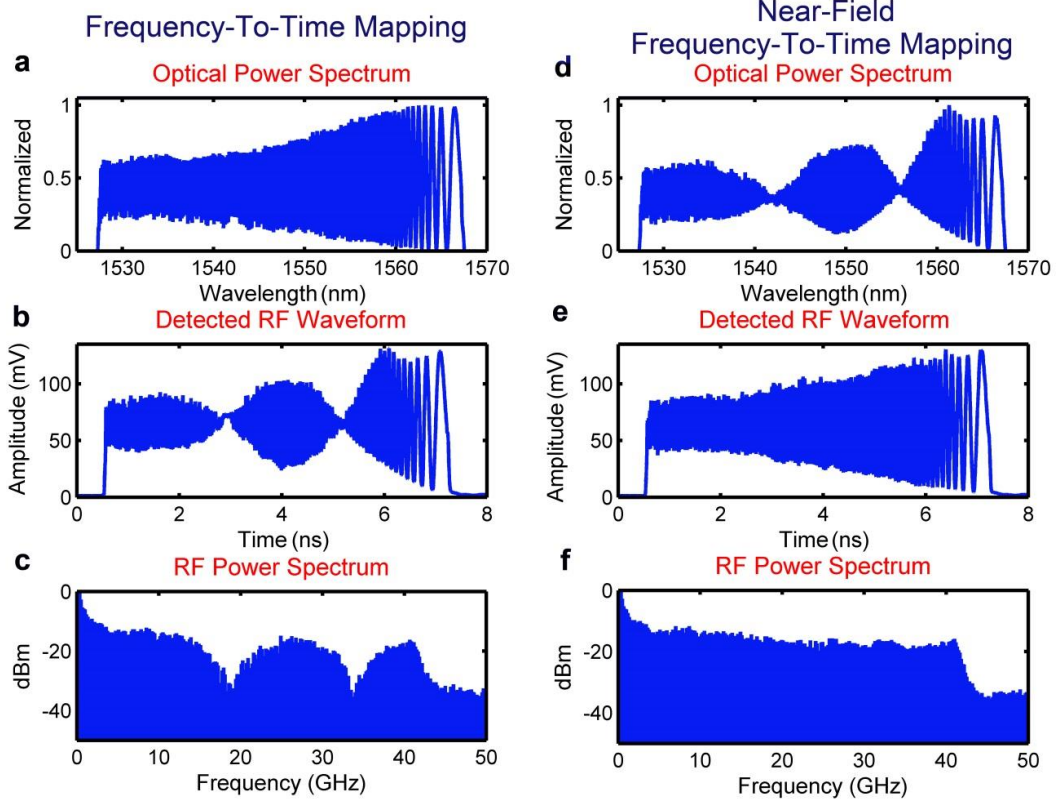 Frequency-To-Time Mapping
a
Optical Power Spectrum
Normalized
1
0.5
0
1530 1540 1550 1560 1570
Wavelength (nm)
b
Detected RF Waveform
Amplitude (mV)
100
50
0
0 2 4 6 8
Time (ns)
c
RF Power Spectrum
dBm
0
-20
-40
0 10 20 30 40 50
Frequency (GHz)
Near-Field
Frequency-To-Time Mapping
d
Optical Power Spectrum
Normalized
1
0.5
0
1530 1540 1550 1560 1570
Wavelength (nm)
e
Detected RF Waveform
Amplitude (mV)
100
50
0
0 2 4 6 8
Time (ns)
f
RF Power Spectrum
dBm
0
-20
-40
0 10 20 30 40 50
Frequency (GHz)